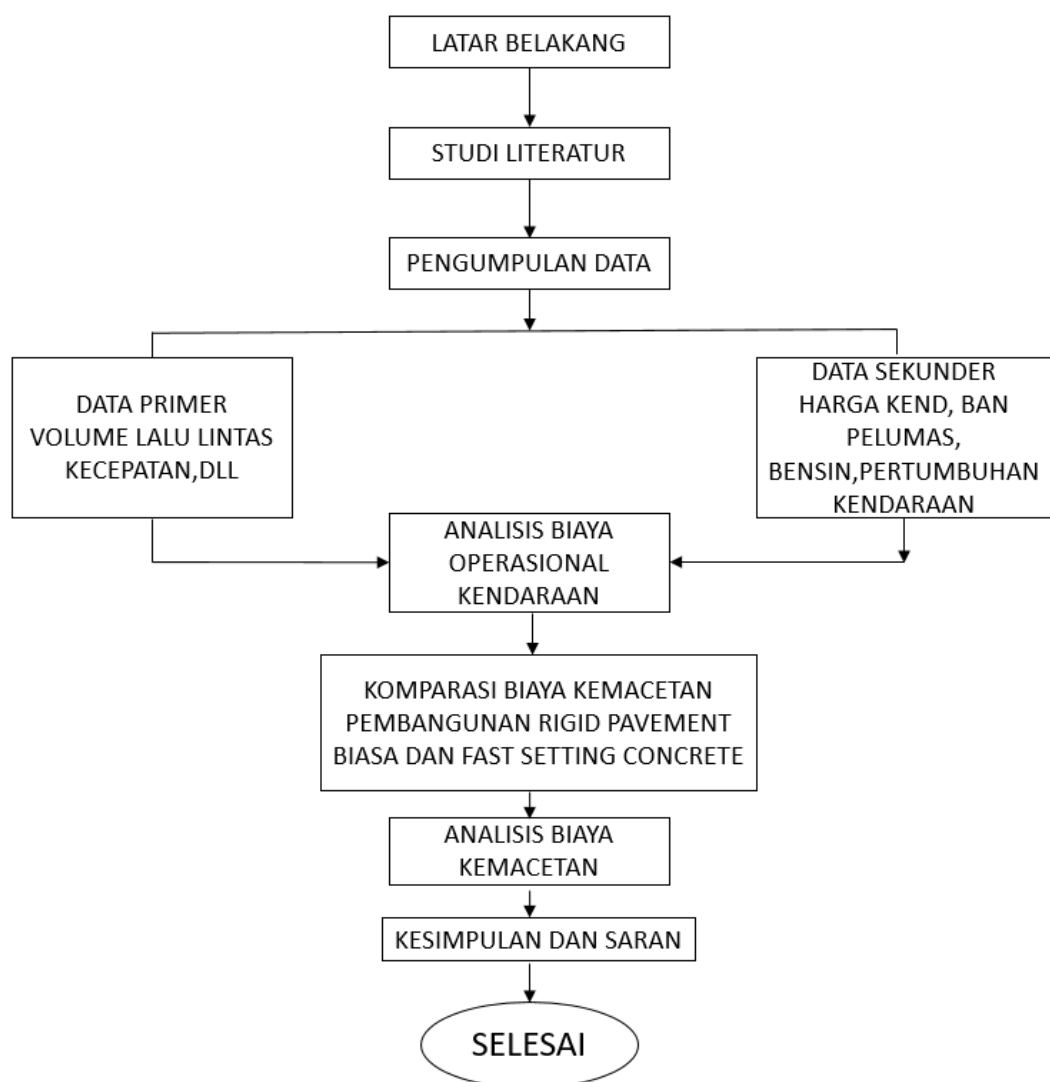 LATAR BELAKANG
STUDI LITERATUR
PENGUMPULAN DATA
DATA PRIMER
VOLUME LALU LINTAS
KECEPATAN,DLL
DATA SEKUNDER
HARGA KEND, BAN
PELUMAS,
BENSIN,PERTUMBUHAN
KENDARAAN
ANALISIS BIAYA
OPERASIONAL
KENDARAAN
KOMPARASI BIAYA KEMACETAN
PEMBANGUNAN RIGID PAVEMENT
BIASA DAN FAST SETTING CONCRETE
ANALISIS BIAYA
KEMACETAN
KESIMPULAN DAN SARAN
SELESAI